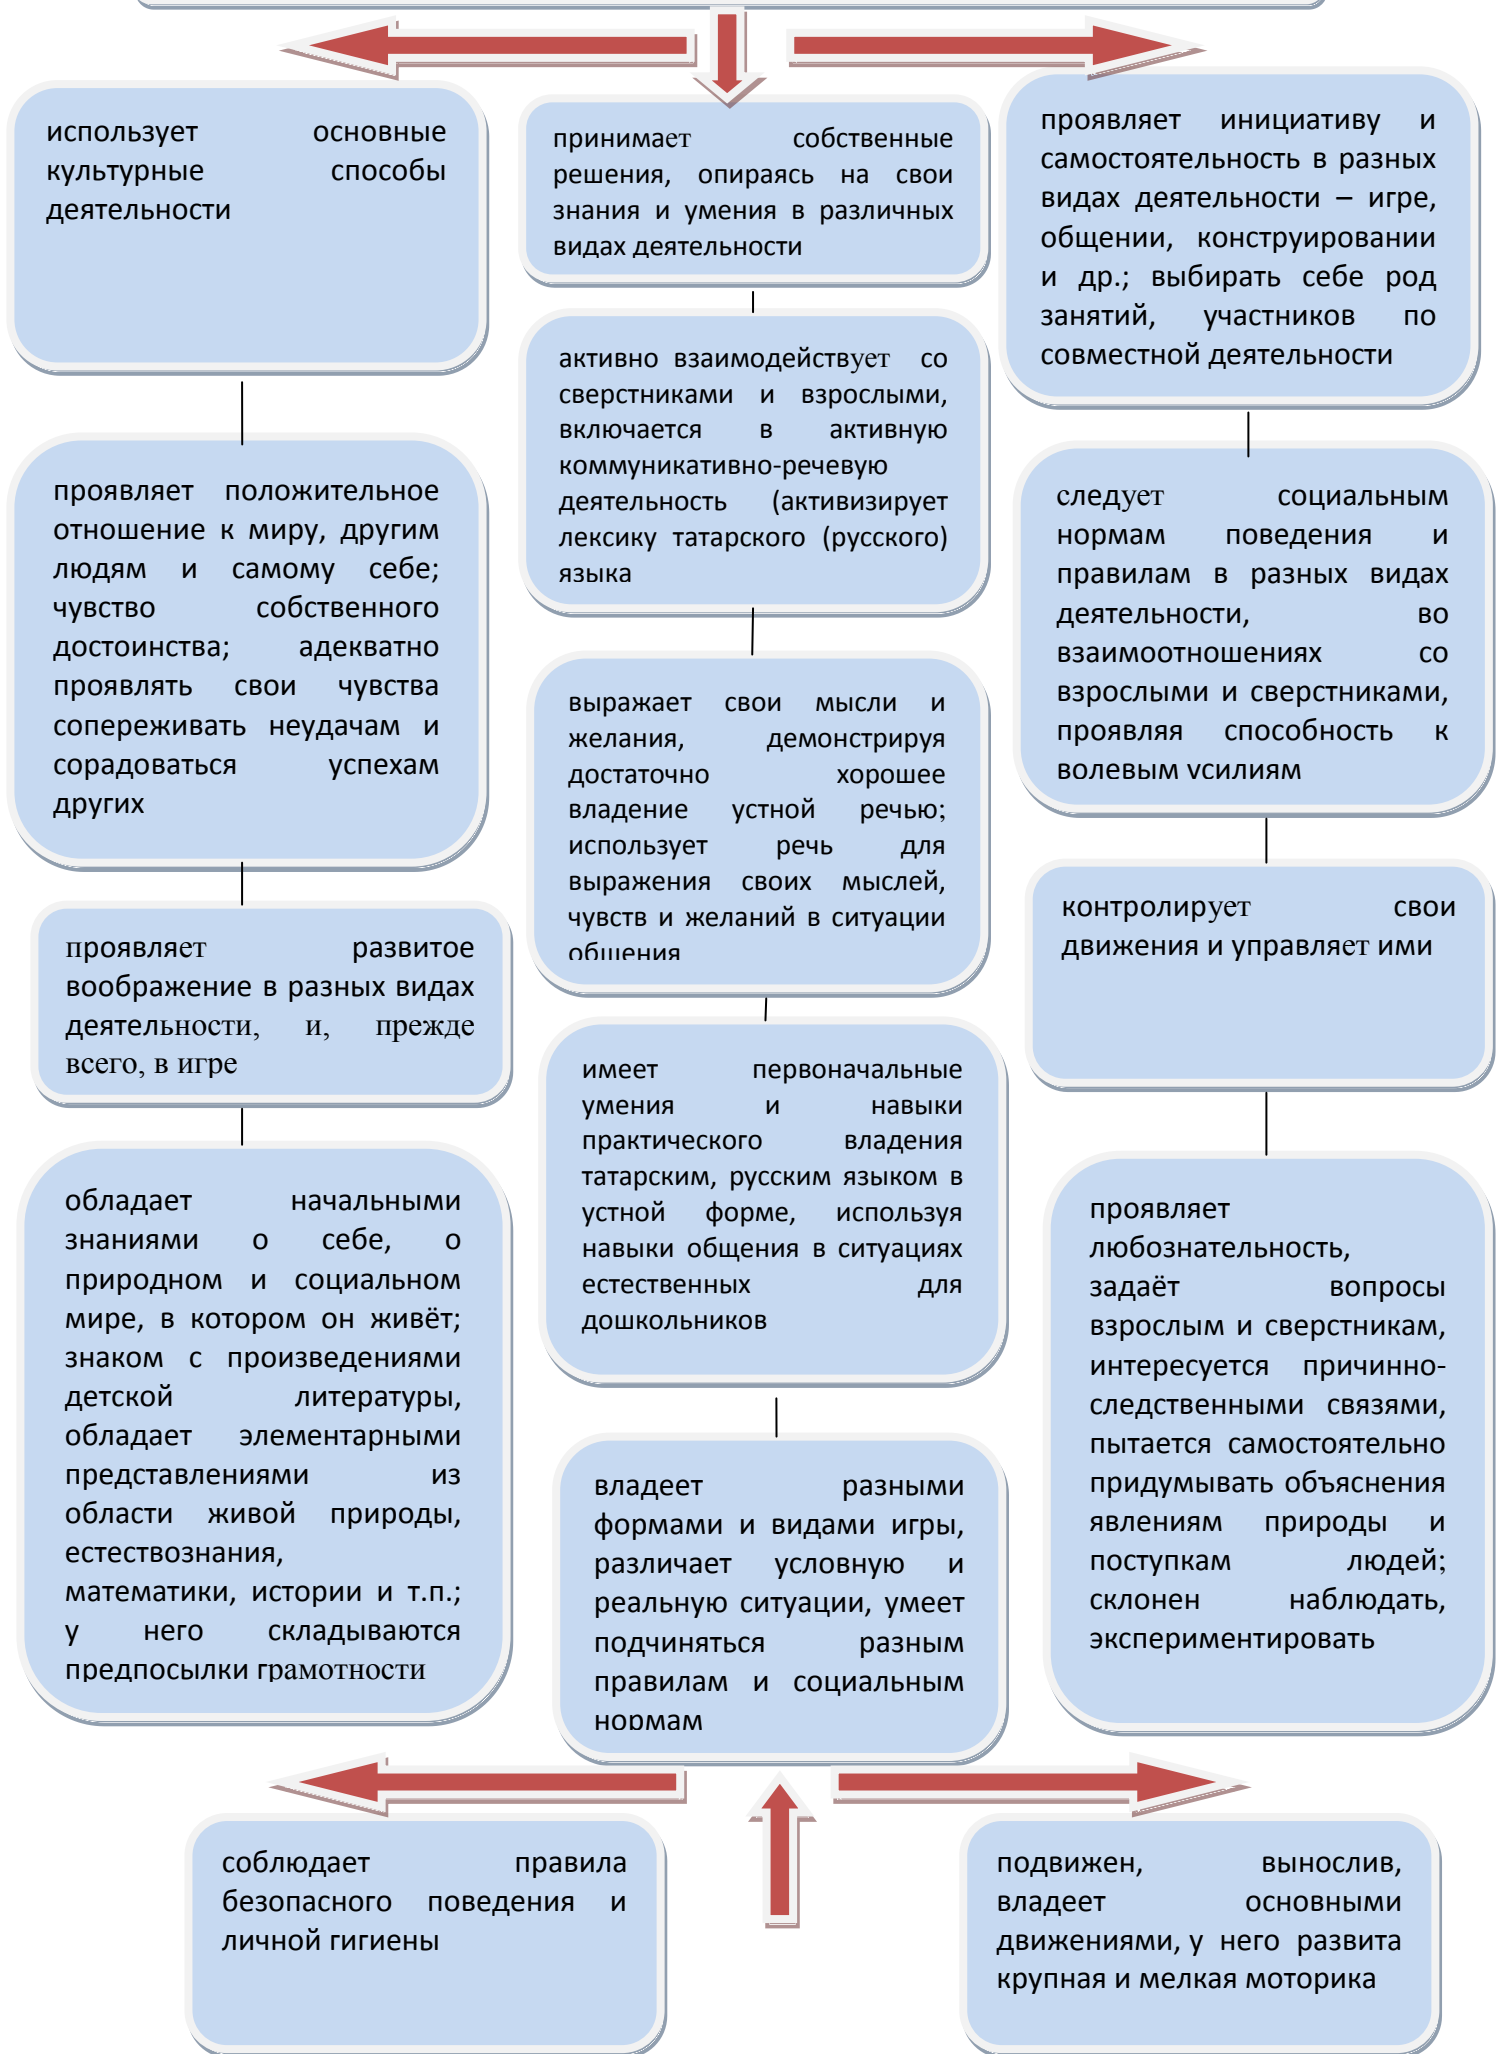 использует основные
культурные способы
деятельности
проявляет положительное
отношение к миру, другим
людям и самому себе;
чувство собственного
достоинства; адекватно
проявлять свои чувства
сопереживать неудачам и
сорадоваться успехам
других
проявляет развитое
воображение в разных видах
деятельности, и, прежде
всего, в игре
обладает начальными
знаниями о себе, о
природном и социальном
мире, в котором он живёт;
знаком с произведениями
детской литературы,
обладает элементарными
представлениями из
области живой природы,
естествознания,
математики, истории и т.п.;
у него складываются
предпосылки грамотности
принимает собственные
решения, опираясь на свои
знания и умения в различных
видах деятельности
активно взаимодействует со
сверстниками и взрослыми,
включается в активную
коммуникативно-речевую
деятельность (активизирует
лексику татарского (русского)
языка
выражает свои мысли и
желания, демонстрируя
достаточно хорошее
владение устной речью;
использует речь для
выражения своих мыслей,
чувств и желаний в ситуации
общения
имеет первоначальные
умения и навыки
практического владения
татарским, русским языком в
устной форме, используя
навыки общения в ситуациях
естественных для
дошкольников
владеет разными
формами и видами игры,
различает условную и
реальную ситуации, умеет
подчиняться разным
правилам и социальным
нормам
проявляет инициативу и
самостоятельность в разных
видах деятельности – игре,
общении, конструировании
и др.; выбирать себе род
занятий, участников по
совместной деятельности
следует социальным
нормам поведения и
правилам в разных видах
деятельности, во
взаимоотношениях со
взрослыми и сверстниками,
проявляя способность к
волевым усилиям
контролирует свои
движения и управляет ими
проявляет
любознательность,
задаёт вопросы
взрослым и сверстникам,
интересуется причинно-
следственными связями,
пытается самостоятельно
придумывать объяснения
явлениям природы и
поступкам людей;
склонен наблюдать,
экспериментировать
соблюдает правила
безопасного поведения и
личной гигиены
подвижен, вынослив,
владеет основными
движениями, у него развита
крупная и мелкая моторика